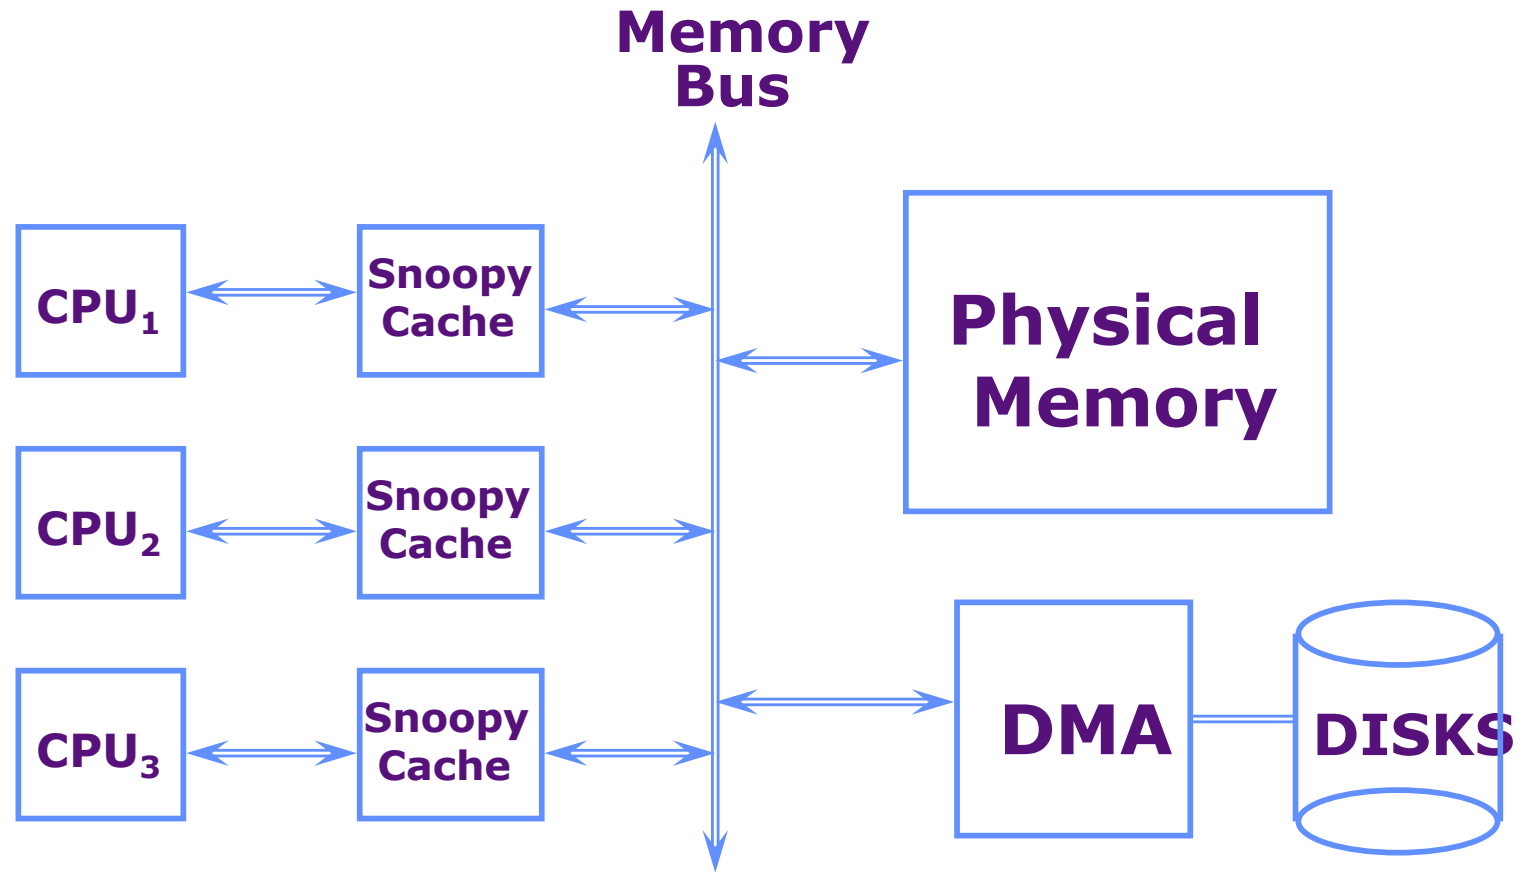 Memory
Bus
CPU₁
Snoopy
Cache
Physical
Memory
CPU₂
Snoopy
Cache
CPU₃
Snoopy
Cache
DMA
DISKS